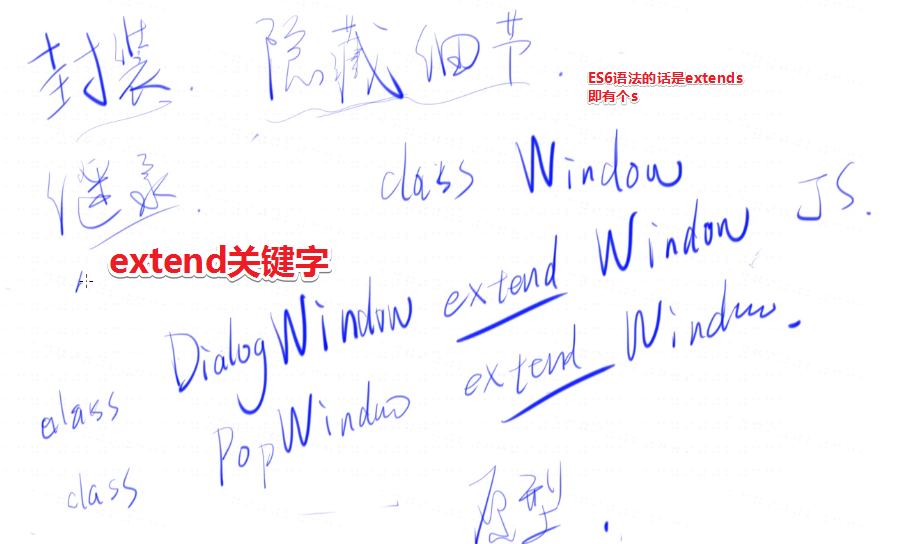 封装. 隐藏细节.
ES6语法的话是extends
即有个s
继承.
class Window
JS.
extend关键字
class DialogWindow extend Window
class PopWindow extend Window.
原型.